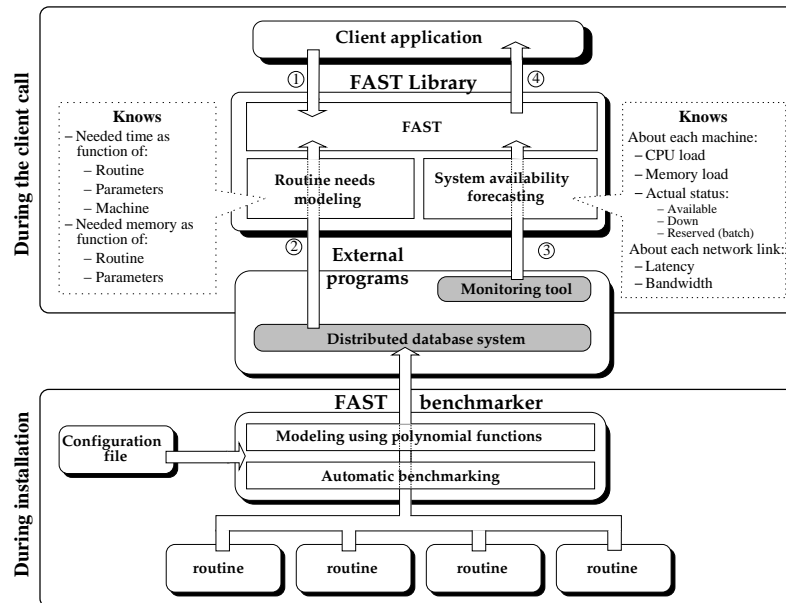 During the client call
Client application
① ④
FAST Library
FAST
Routine needs
modeling
System availability
forecasting
Knows
– Needed time as
function of:
– Routine
– Parameters
– Machine
– Needed memory as
function of:
– Routine
– Parameters
Knows
About each machine:
– CPU load
– Memory load
– Actual status:
– Available
– Down
– Reserved (batch)
About each network link:
– Latency
– Bandwidth
② ③
External
programs
Monitoring tool
Distributed database system
During installation
FAST benchmarker
Configuration
file
Modeling using polynomial functions
Automatic benchmarking
routine
routine
routine
routine